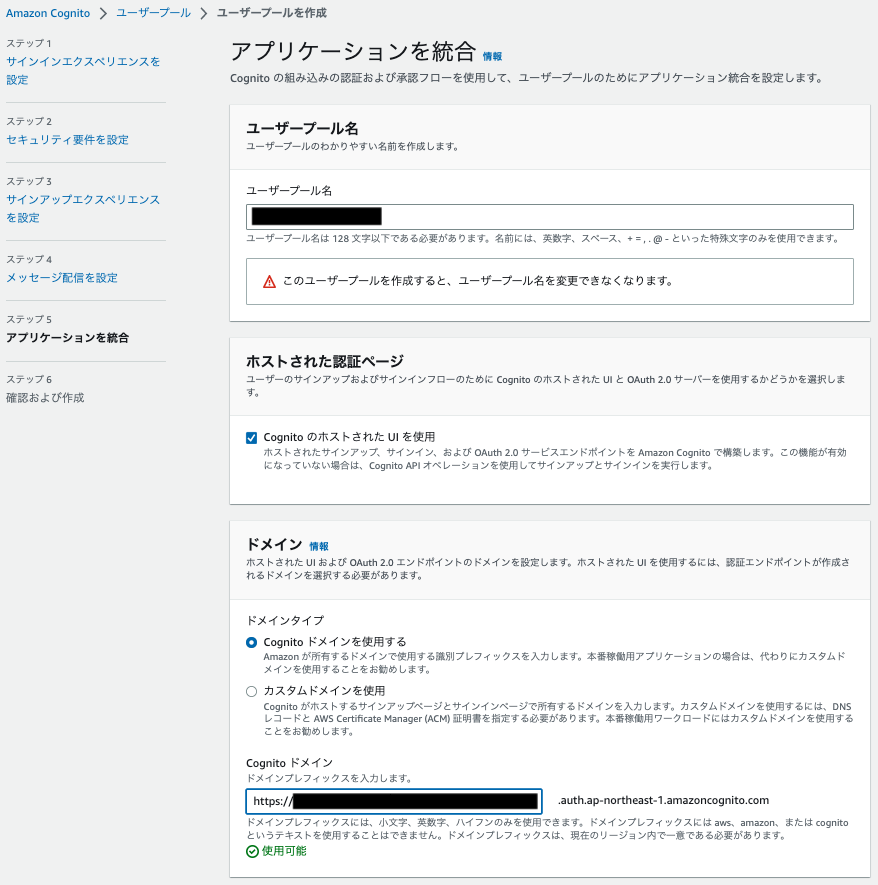 Amazon Cognito > ユーザープール > ユーザープールを作成
ステップ 1
サインインエクスペリエンスを
設定
ステップ 2
セキュリティ要件を設定
ステップ 3
サインアップエクスペリエンス
を設定
ステップ 4
メッセージ配信を設定
ステップ 5
アプリケーションを統合
ステップ 6
確認および作成
アプリケーションを統合 情報
Cognito の組み込みの認証および承認フローを使用して、ユーザープールのためにアプリケーション統合を設定します。
ユーザープール名
ユーザープールのわかりやすい名前を作成します。
ユーザープール名
ユーザープール名は 128 文字以下である必要があります。名前には、英数字、スペース、+ = , . @ - といった特殊文字のみを使用できます。
このユーザープールを作成すると、ユーザープール名を変更できなくなります。
ホストされた認証ページ
ユーザーのサインアップおよびサインインフローのために Cognito のホストされた UI と OAuth 2.0 サーバーを使用するかどうかを選択しま
す。
Cognito のホストされた UI を使用
ホストされたサインアップ、サインイン、および OAuth 2.0 サービスエンドポイントを Amazon Cognito で構築します。この機能が有効
になっていない場合は、Cognito API オペレーションを使用してサインアップとサインインを実行します。
ドメイン 情報
ホストされた UI および OAuth 2.0 エンドポイントのドメインを設定します。ホストされた UI を使用するには、認証エンドポイントが作成さ
れるドメインを選択する必要があります。
ドメインタイプ
Cognito ドメインを使用する
Amazon が所有するドメインで使用する識別プレフィックスを入力します。本番稼働用アプリケーションの場合は、代わりにカスタムド
メインを使用することをお勧めします。
カスタムドメインを使用
Cognito がホストするサインアップページとサインインページで所有するドメインを入力します。カスタムドメインを使用するには、DNS
レコードと AWS Certificate Manager (ACM) 証明書を指定する必要があります。本番稼働用ワークロードにはカスタムドメインを使用する
ことをお勧めします。
Cognito ドメイン
ドメインプレフィックスを入力します。
https:// .auth.ap-northeast-1.amazoncognito.com
ドメインプレフィックスには、小文字、英数字、ハイフンのみを使用できます。ドメインプレフィックスには aws、amazon、または cognito
というテキストを使用することはできません。ドメインプレフィックスは、現在のリージョン内で一意である必要があります。
使用可能